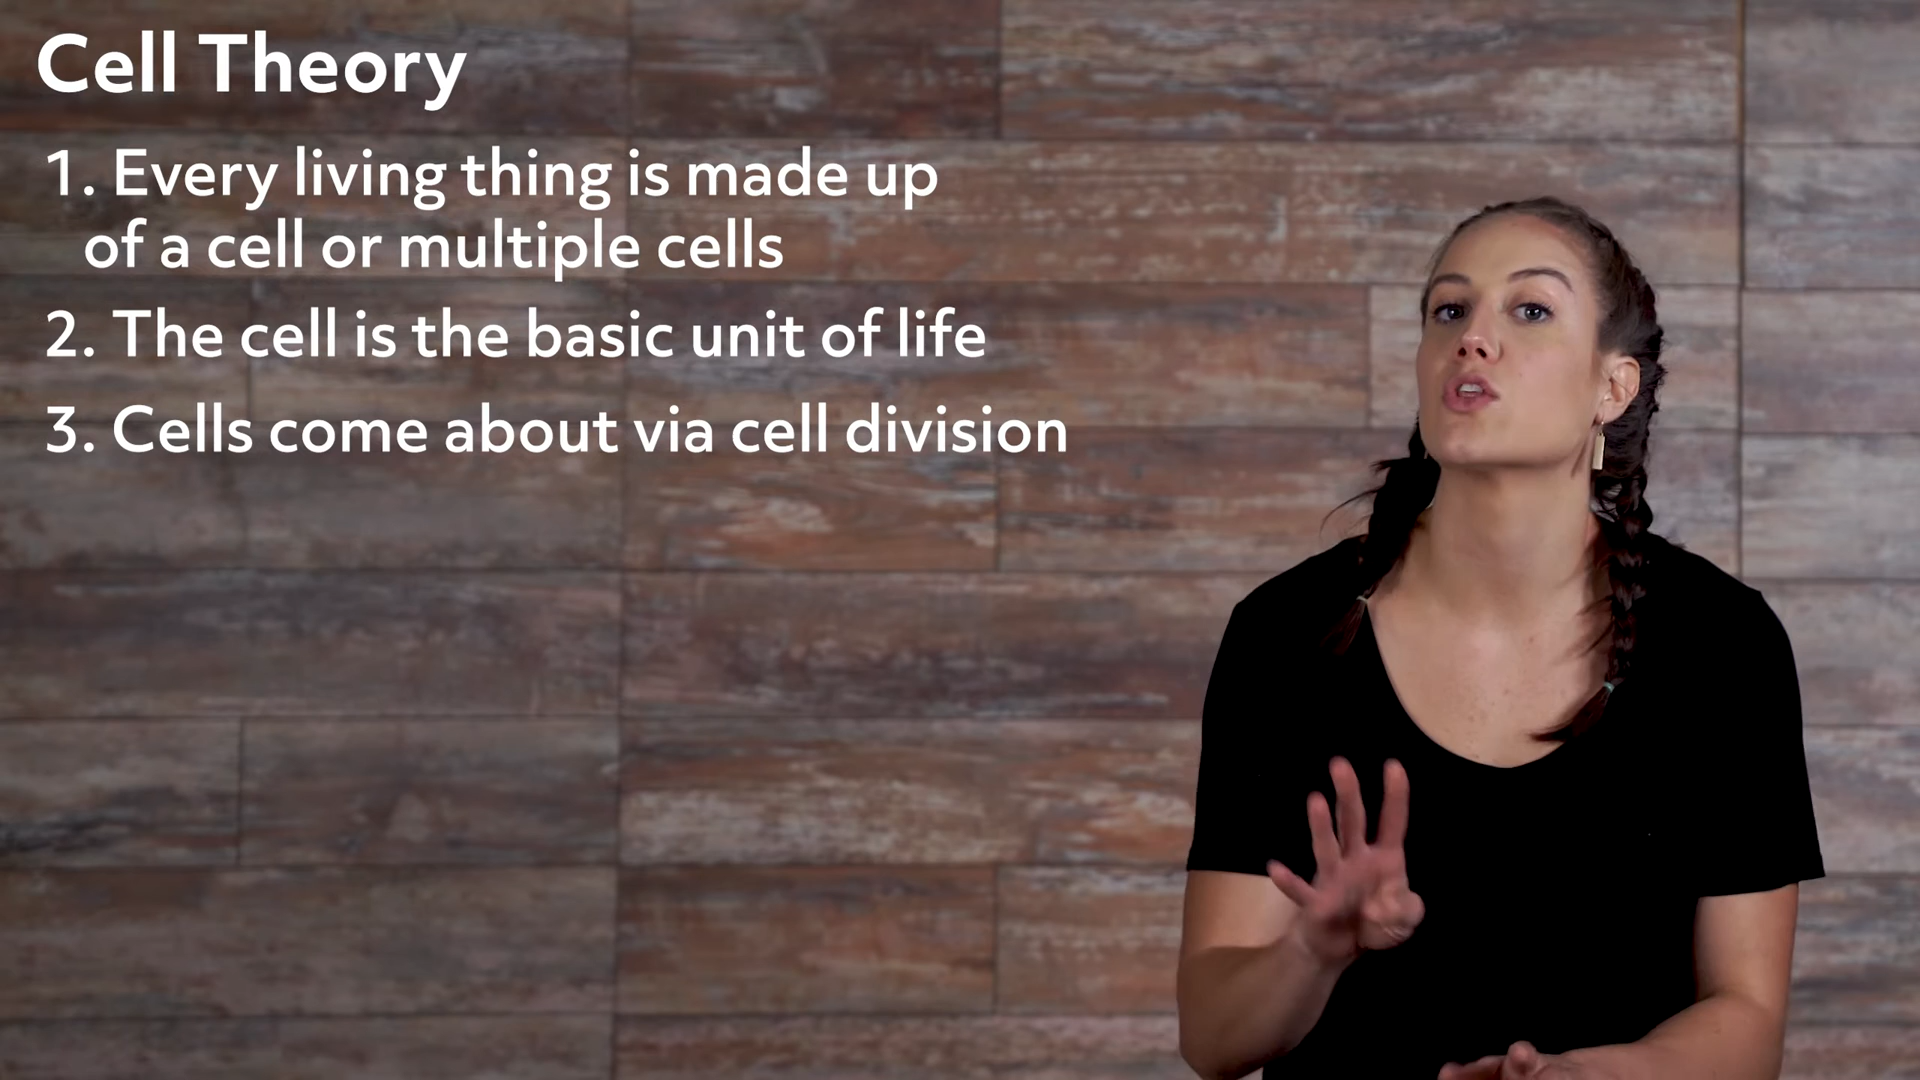 Cell Theory
1. Every living thing is made up
of a cell or multiple cells
2. The cell is the basic unit of life
3. Cells come about via cell division